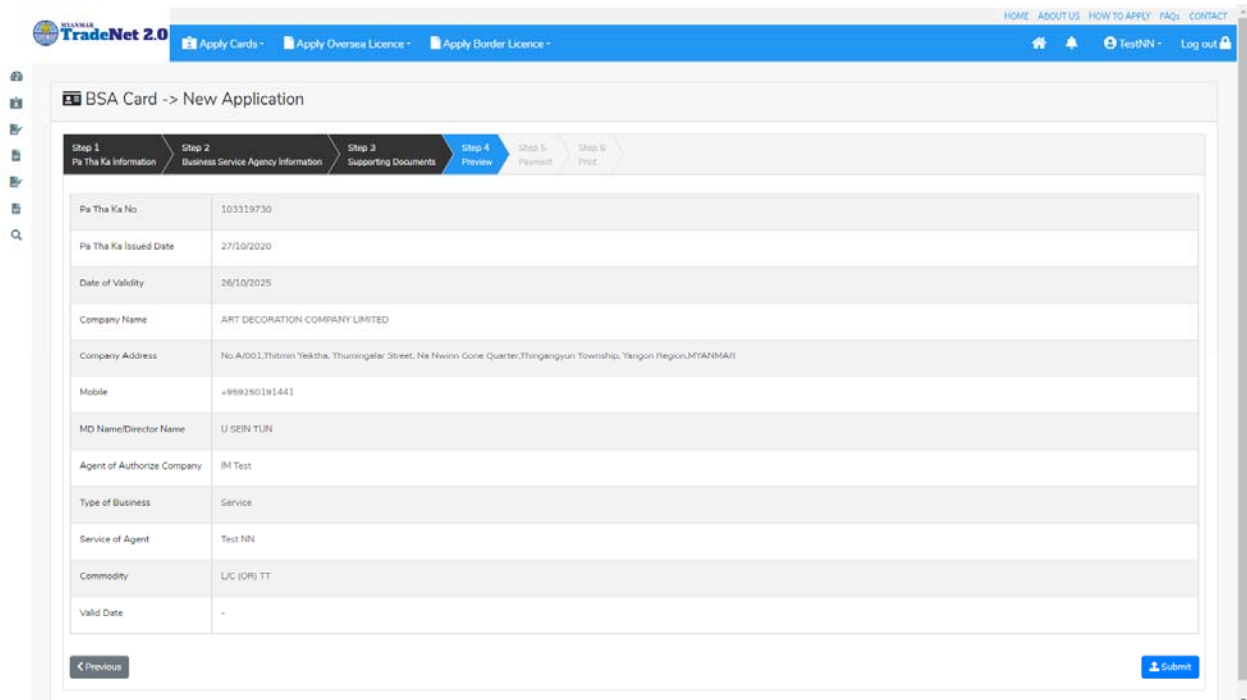 HOME ABOUT US HOW TO APPLY FAQs CONTACT
MYANMAR
TradeNet 2.0
Apply Cards
Apply Oversea Licence
Apply Border Licence
TestNN
Log out
BSA Card -> New Application
Step 1
Pa Tha Ka Information
Step 2
Business Service Agency Information
Step 3
Supporting Documents
Step 4
Preview
Step 5
Payment
Step 6
Print
Pa Tha Ka No 103319730
Pa Tha Ka Issued Date 27/10/2020
Date of Validity 26/10/2025
Company Name ART DECORATION COMPANY LIMITED
Company Address No.A/001,Thitmin Yeiktha, Thumingalar Street, Na Nwinn Gone Quarter,Thingangyun Township, Yangon Region,MYANMAR
Mobile +959250191441
MD Name/Director Name U SEIN TUN
Agent of Authorize Company IM Test
Type of Business Service
Service of Agent Test NN
Commodity L/C (OR) TT
Valid Date -
Previous
Submit